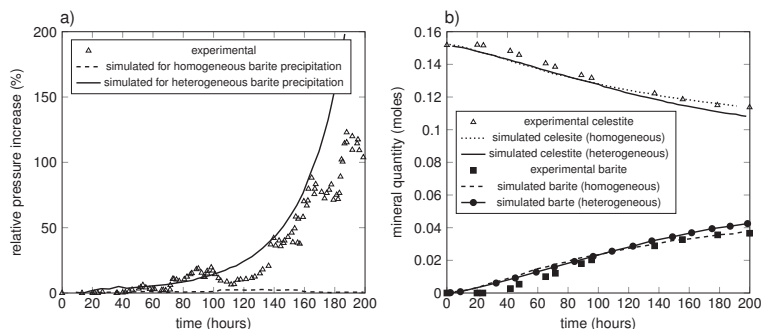 a)
200
150
100
50
0
relative pressure increase (%)
experimental
simulated for homogeneous barite precipitation
simulated for heterogeneous barite precipitation
0 20 40 60 80 100 120 140 160 180 200
time (hours)
b)
0.16
0.14
0.12
0.1
0.08
0.06
0.04
0.02
0
mineral quantity (moles)
experimental celestite
simulated celesite (homogeneous)
simulated celesite (heterogeneous)
experimental barite
simulated barite (homogeneous)
simulated barte (heterogeneous)
0 20 40 60 80 100 120 140 160 180 200
time (hours)